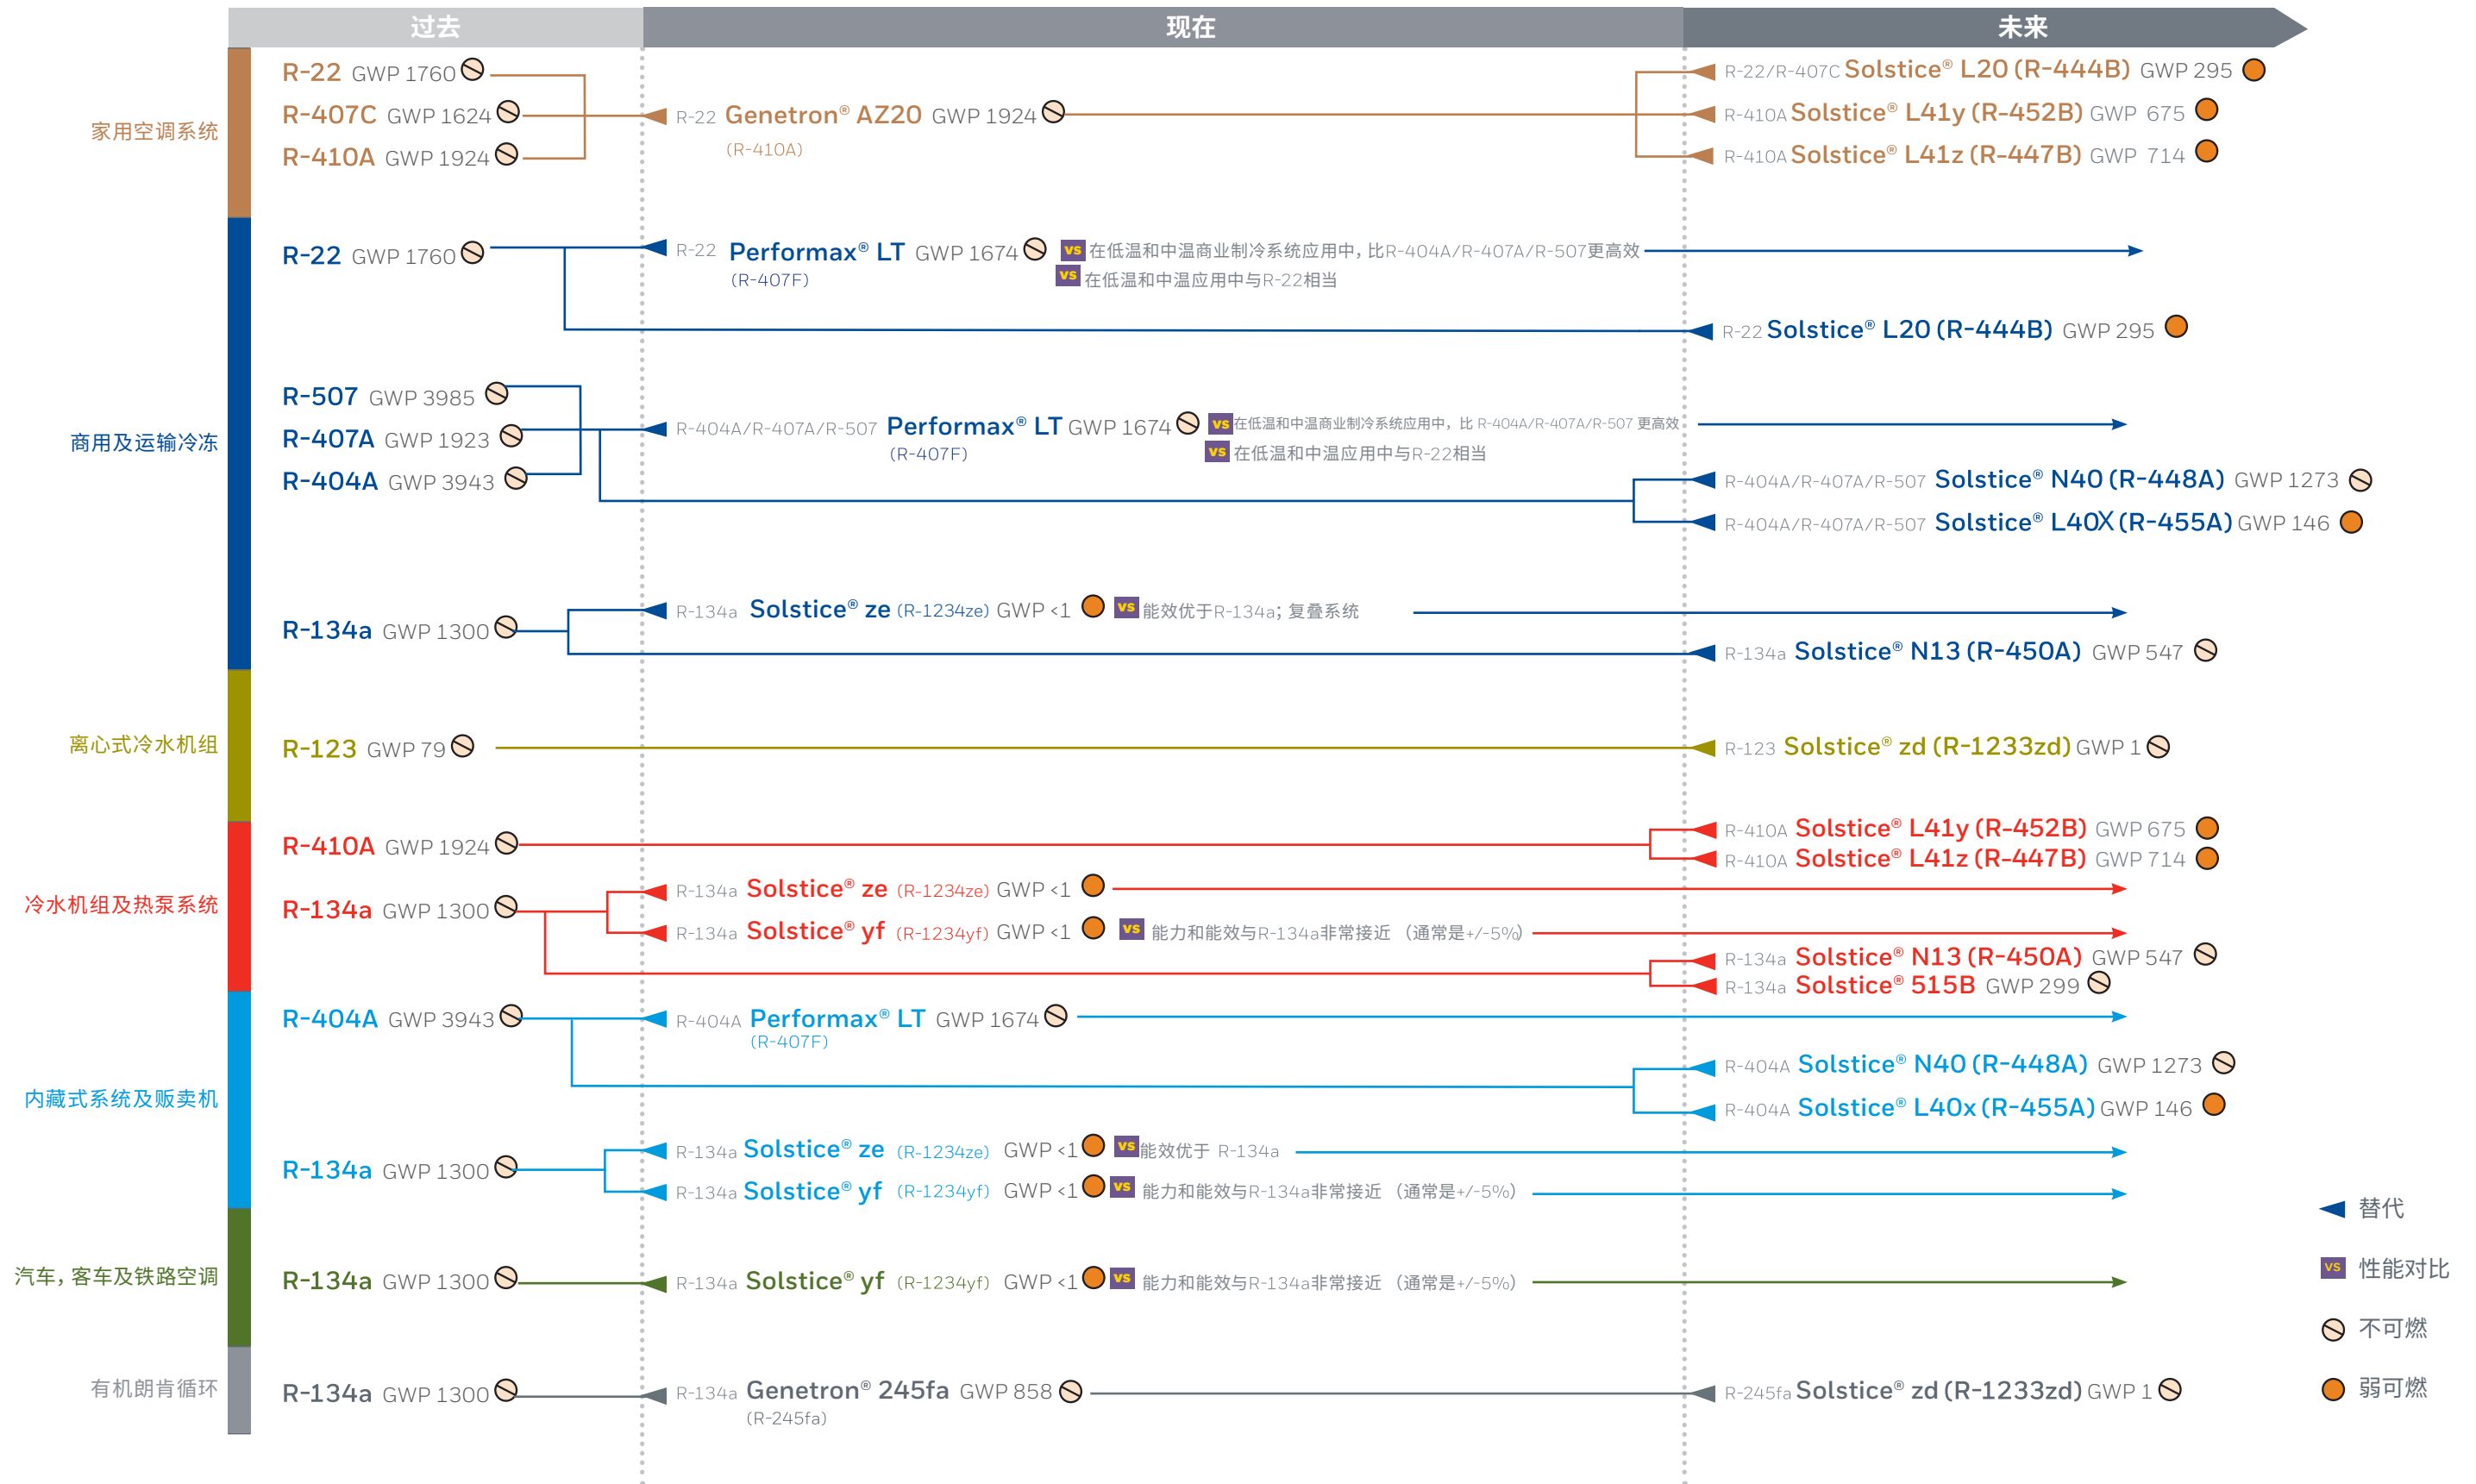 过去 现在 未来
家用空调系统
R-22 GWP 1760
R-407C GWP 1624
R-410A GWP 1924
R-22 Genetron® AZ20 GWP 1924
(R-410A)
R-22/R-407C Solstice® L20 (R-444B) GWP 295
R-410A Solstice® L41y (R-452B) GWP 675
R-410A Solstice® L41z (R-447B) GWP 714
商用及运输冷冻
R-22 GWP 1760
R-22 Performax® LT GWP 1674 vs 在低温和中温商业制冷系统应用中，比R-404A/R-407A/R-507更高效
(R-407F) vs 在低温和中温应用中与R-22相当
R-22 Solstice® L20 (R-444B) GWP 295
R-507 GWP 3985
R-407A GWP 1923
R-404A GWP 3943
R-404A/R-407A/R-507 Performax® LT GWP 1674 vs 在低温和中温商业制冷系统应用中，比 R-404A/R-407A/R-507 更高效
(R-407F) vs 在低温和中温应用中与R-22相当
R-404A/R-407A/R-507 Solstice® N40 (R-448A) GWP 1273
R-404A/R-407A/R-507 Solstice® L40X (R-455A) GWP 146
R-134a GWP 1300
R-134a Solstice® ze (R-1234ze) GWP <1 vs 能效优于R-134a；复叠系统
R-134a Solstice® N13 (R-450A) GWP 547
离心式冷水机组
R-123 GWP 79
R-123 Solstice® zd (R-1233zd) GWP 1
冷水机组及热泵系统
R-410A GWP 1924
R-410A Solstice® L41y (R-452B) GWP 675
R-410A Solstice® L41z (R-447B) GWP 714
R-134a GWP 1300
R-134a Solstice® ze (R-1234ze) GWP <1
R-134a Solstice® yf (R-1234yf) GWP <1 vs 能力和能效与R-134a非常接近（通常是+/-5%）
R-134a Solstice® N13 (R-450A) GWP 547
R-134a Solstice® 515B GWP 299
内藏式系统及贩卖机
R-404A GWP 3943
R-404A Performax® LT GWP 1674
(R-407F)
R-404A Solstice® N40 (R-448A) GWP 1273
R-404A Solstice® L40x (R-455A) GWP 146
R-134a GWP 1300
R-134a Solstice® ze (R-1234ze) GWP <1 vs 能效优于 R-134a
R-134a Solstice® yf (R-1234yf) GWP <1 vs 能力和能效与R-134a非常接近（通常是+/-5%）
汽车，客车及铁路空调
R-134a GWP 1300
R-134a Solstice® yf (R-1234yf) GWP <1 vs 能力和能效与R-134a非常接近（通常是+/-5%）
有机朗肯循环
R-134a GWP 1300
R-134a Genetron® 245fa GWP 858
(R-245fa)
R-245fa Solstice® zd (R-1233zd) GWP 1
替代
VS 性能对比
不可燃
弱可燃